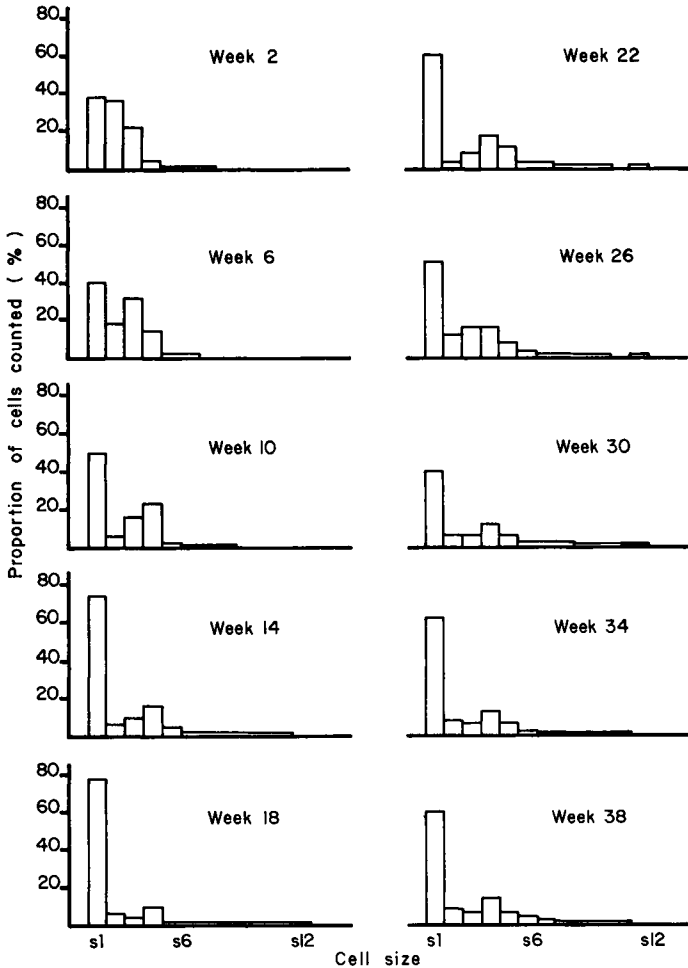 80
60
40
20
Week 2
Week 22
80
60
40
20
Week 6
Week 26
80
60
40
20
Week 10
Week 30
80
60
40
20
Week 14
Week 34
80
60
40
20
Week 18
Week 38
Proportion of cells counted ( % )
s1 s6 s12
s1 s6 s12
Cell size